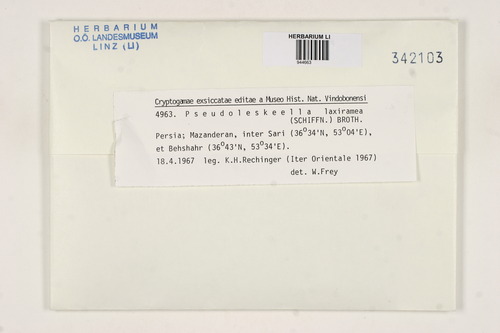 HERBARIUM
O.Ö. LANDESMUSEUM
LINZ (LI)
HERBARIUM LI
944663
342103
Cryptogamae exsiccatae editae a Museo Hist. Nat. Vindobonensi
4963. Pseudoleskeella laxiramea
(SCHIFFN.) BROTH.
Persia; Mazanderan, inter Sari (36°34'N, 53°04'E),
et Behshahr (36°43'N, 53°34'E).
18.4.1967 leg. K.H.Rechinger (Iter Orientale 1967)
det. W.Frey